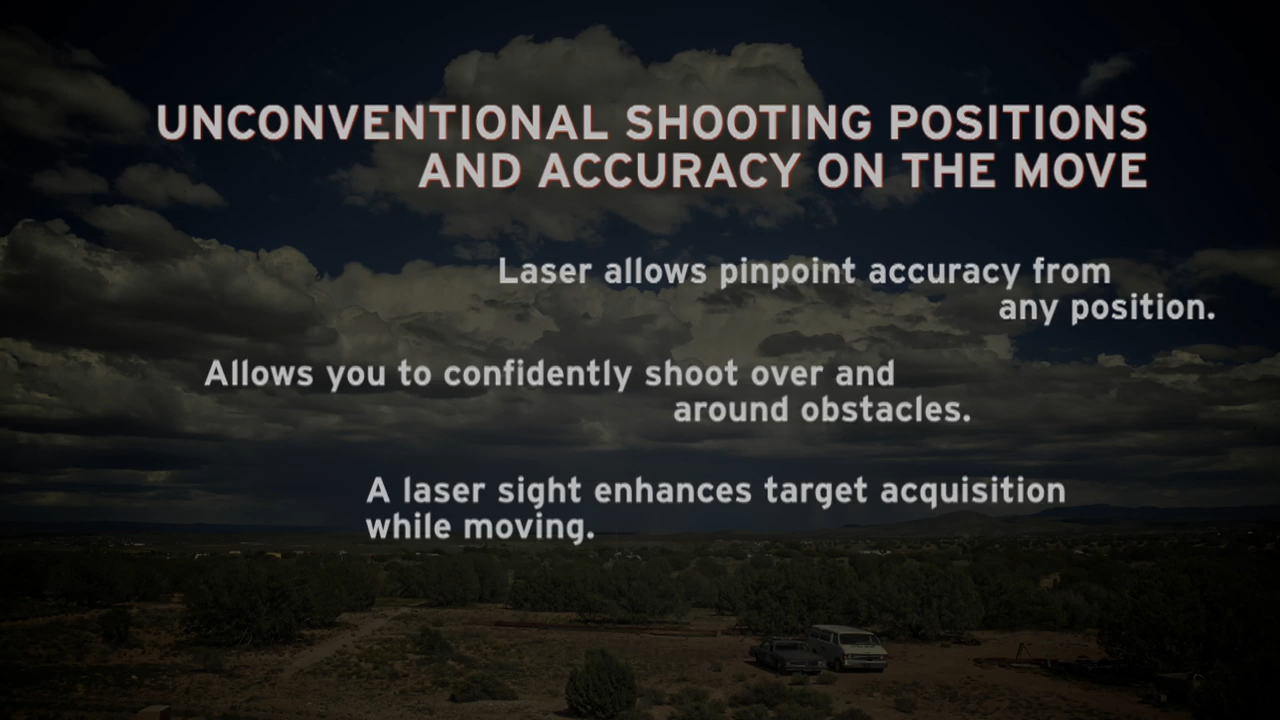 UNCONVENTIONAL SHOOTING POSITIONS
AND ACCURACY ON THE MOVE
Laser allows pinpoint accuracy from
any position.
Allows you to confidently shoot over and
around obstacles.
A laser sight enhances target acquisition
while moving.